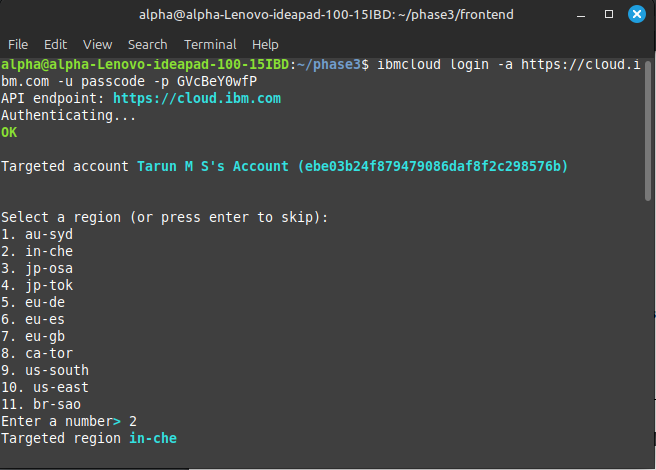 alpha@alpha-Lenovo-ideapad-100-15IBD: ~/phase3/frontend
File Edit View Search Terminal Help
alpha@alpha-Lenovo-ideapad-100-15IBD:~/phase3$ ibmcloud login -a https://cloud.i
bm.com -u passcode -p GVcBeY0wfP
API endpoint: https://cloud.ibm.com
Authenticating...
OK
Targeted account Tarun M S's Account (ebe03b24f879479086daf8f2c298576b)
Select a region (or press enter to skip):
1. au-syd
2. in-che
3. jp-osa
4. jp-tok
5. eu-de
6. eu-es
7. eu-gb
8. ca-tor
9. us-south
10. us-east
11. br-sao
Enter a number> 2
Targeted region in-che